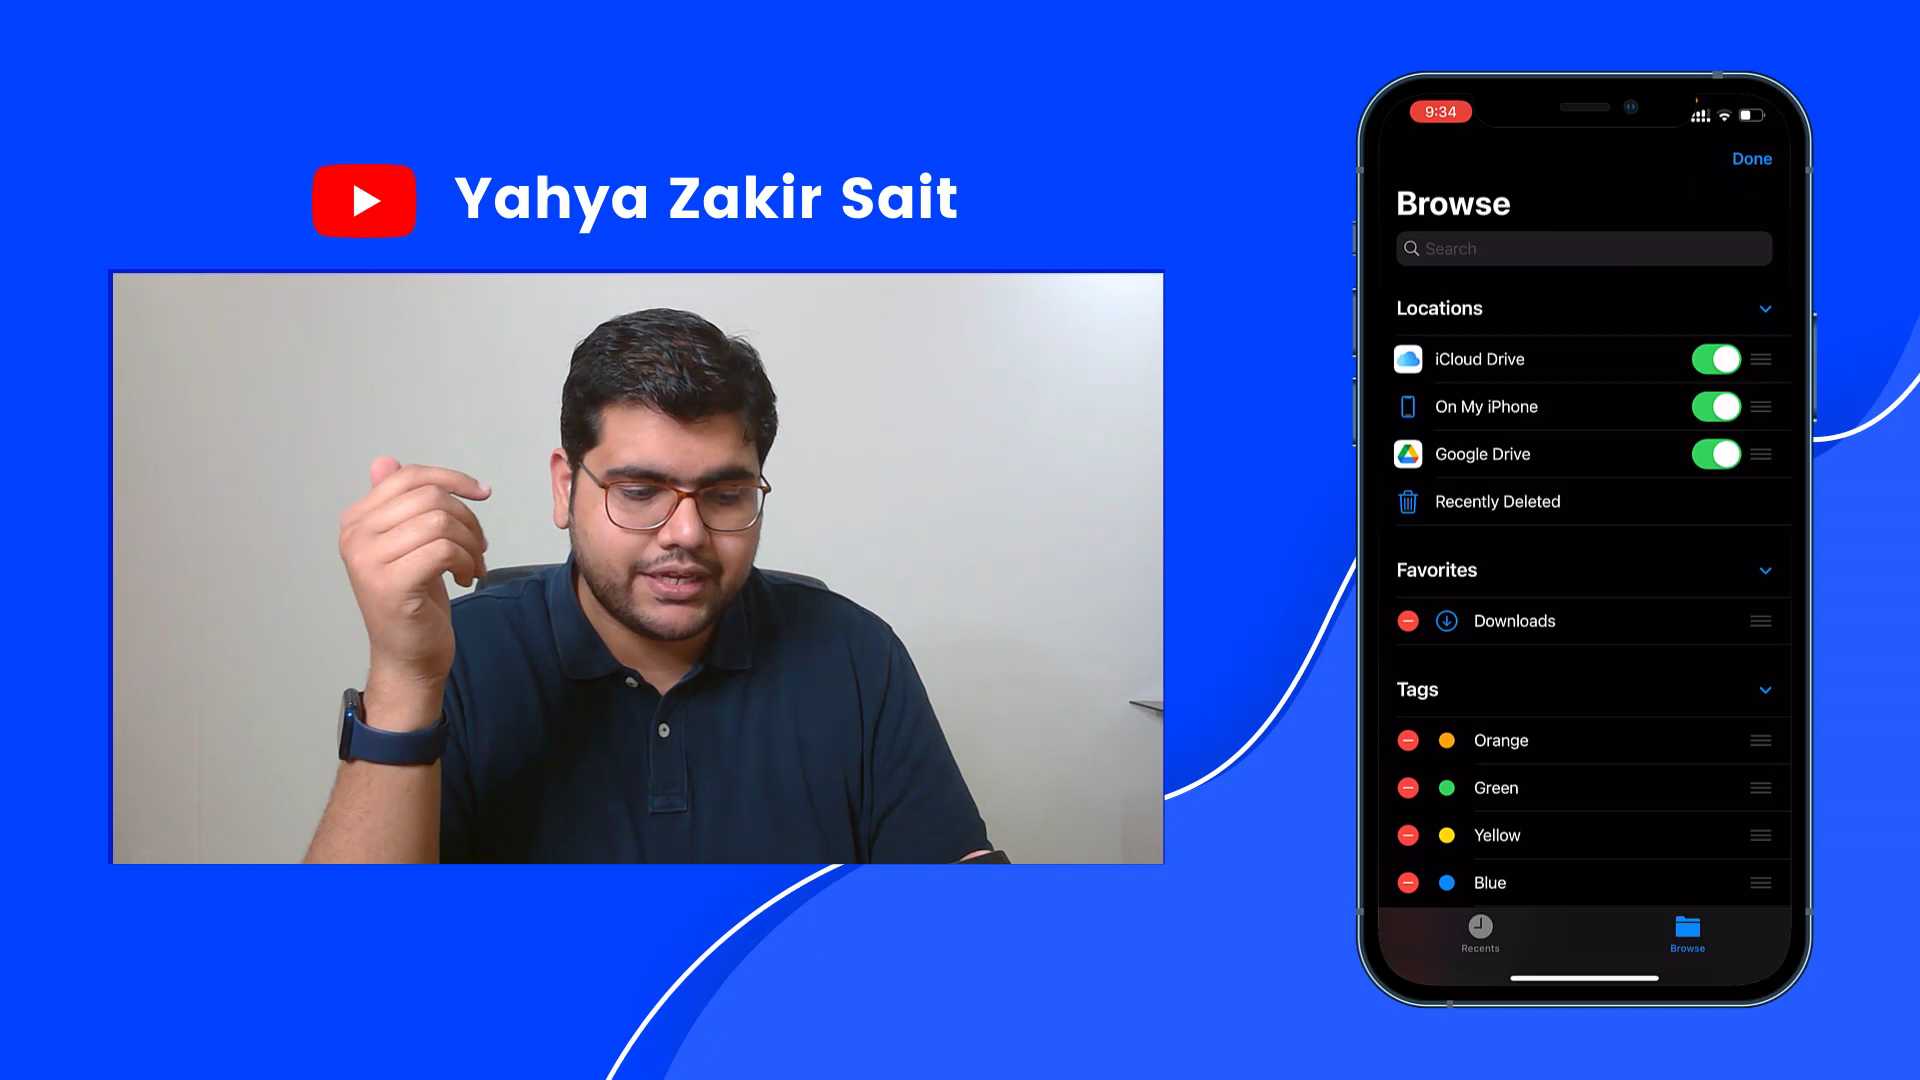 Yahya Zakir Sait
9:34
Done
Browse
Search
Locations
iCloud Drive
On My iPhone
Google Drive
Recently Deleted
Favorites
Downloads
Tags
Orange
Green
Yellow
Blue
Recents
Browse